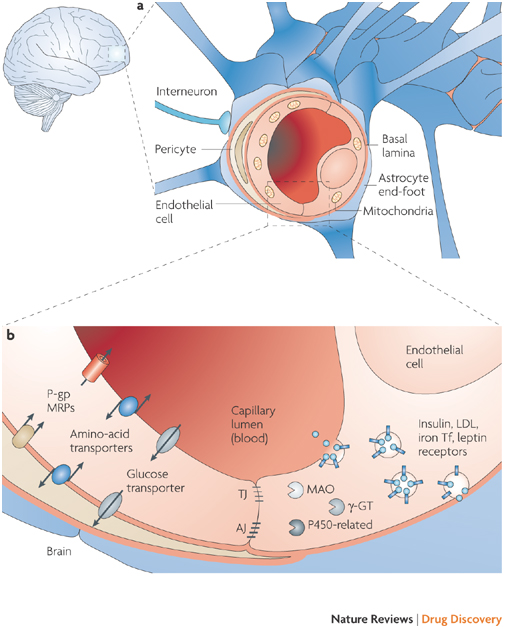 a
Interneuron
Pericyte
Endothelial
cell
Basal
lamina
Astrocyte
end-foot
Mitochondria
b
P-gp
MRPs
Amino-acid
transporters
Glucose
transporter
Brain
Capillary
lumen
(blood)
TJ
AJ
MAO
γ-GT
P450-related
Endothelial
cell
Insulin, LDL,
iron Tf, leptin
receptors
Nature Reviews | Drug Discovery